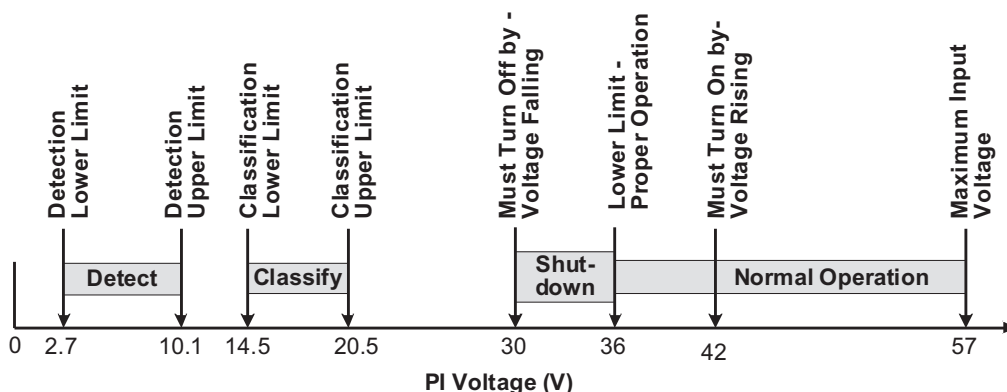 Detection
Lower Limit
Detection
Upper Limit
Classification
Lower Limit
Classification
Upper Limit
Must Turn Off by -
Voltage Falling
Lower Limit -
Proper Operation
Must Turn On by-
Voltage Rising
Maximum Input
Voltage
Detect
Classify
Shut-
down
Normal Operation
0
2.7
10.1
14.5
20.5
30
36
42
57
PI Voltage (V)